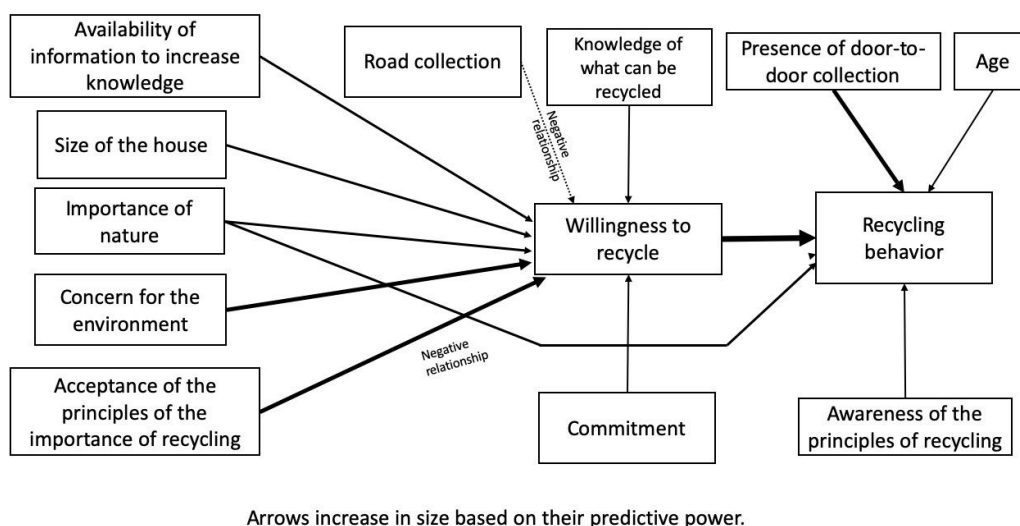 Availability of
information to increase
knowledge
Road collection
Knowledge of
what can be
recycled
Presence of door-to-
door collection
Age
Size of the house
Negative
relationship
Importance of
nature
Willingness to
recycle
Recycling
behavior
Concern for the
environment
Negative
relationship
Acceptance of the
principles of the
importance of recycling
Commitment
Awareness of the
principles of recycling
Arrows increase in size based on their predictive power.